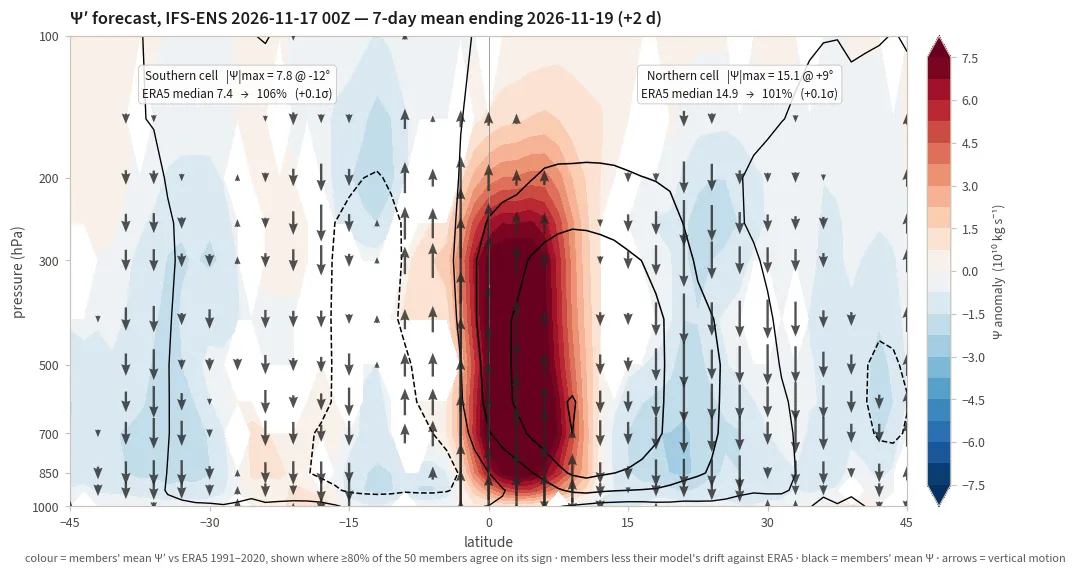 Ψ′ forecast, IFS-ENS 2026-11-17 00Z — 7-day mean ending 2026-11-19 (+2 d)
Southern cell |Ψ|max = 7.8 @ -12°
ERA5 median 7.4 → 106% (+0.1σ)
Northern cell |Ψ|max = 15.1 @ +9°
ERA5 median 14.9 → 101% (+0.1σ)
pressure (hPa)
100
200
300
400
500
700
850
1000
−45
−30
−15
0
15
30
45
latitude
7.5
6.0
4.5
3.0
1.5
0.0
−1.5
−3.0
−4.5
−6.0
−7.5
Ψ anomaly (10¹⁰ kg s⁻¹)
colour = members' mean Ψ′ vs ERA5 1991–2020, shown where ≥80% of the 50 members agree on its sign · members less their model's drift against ERA5 · black = members' mean Ψ · arrows = vertical motion